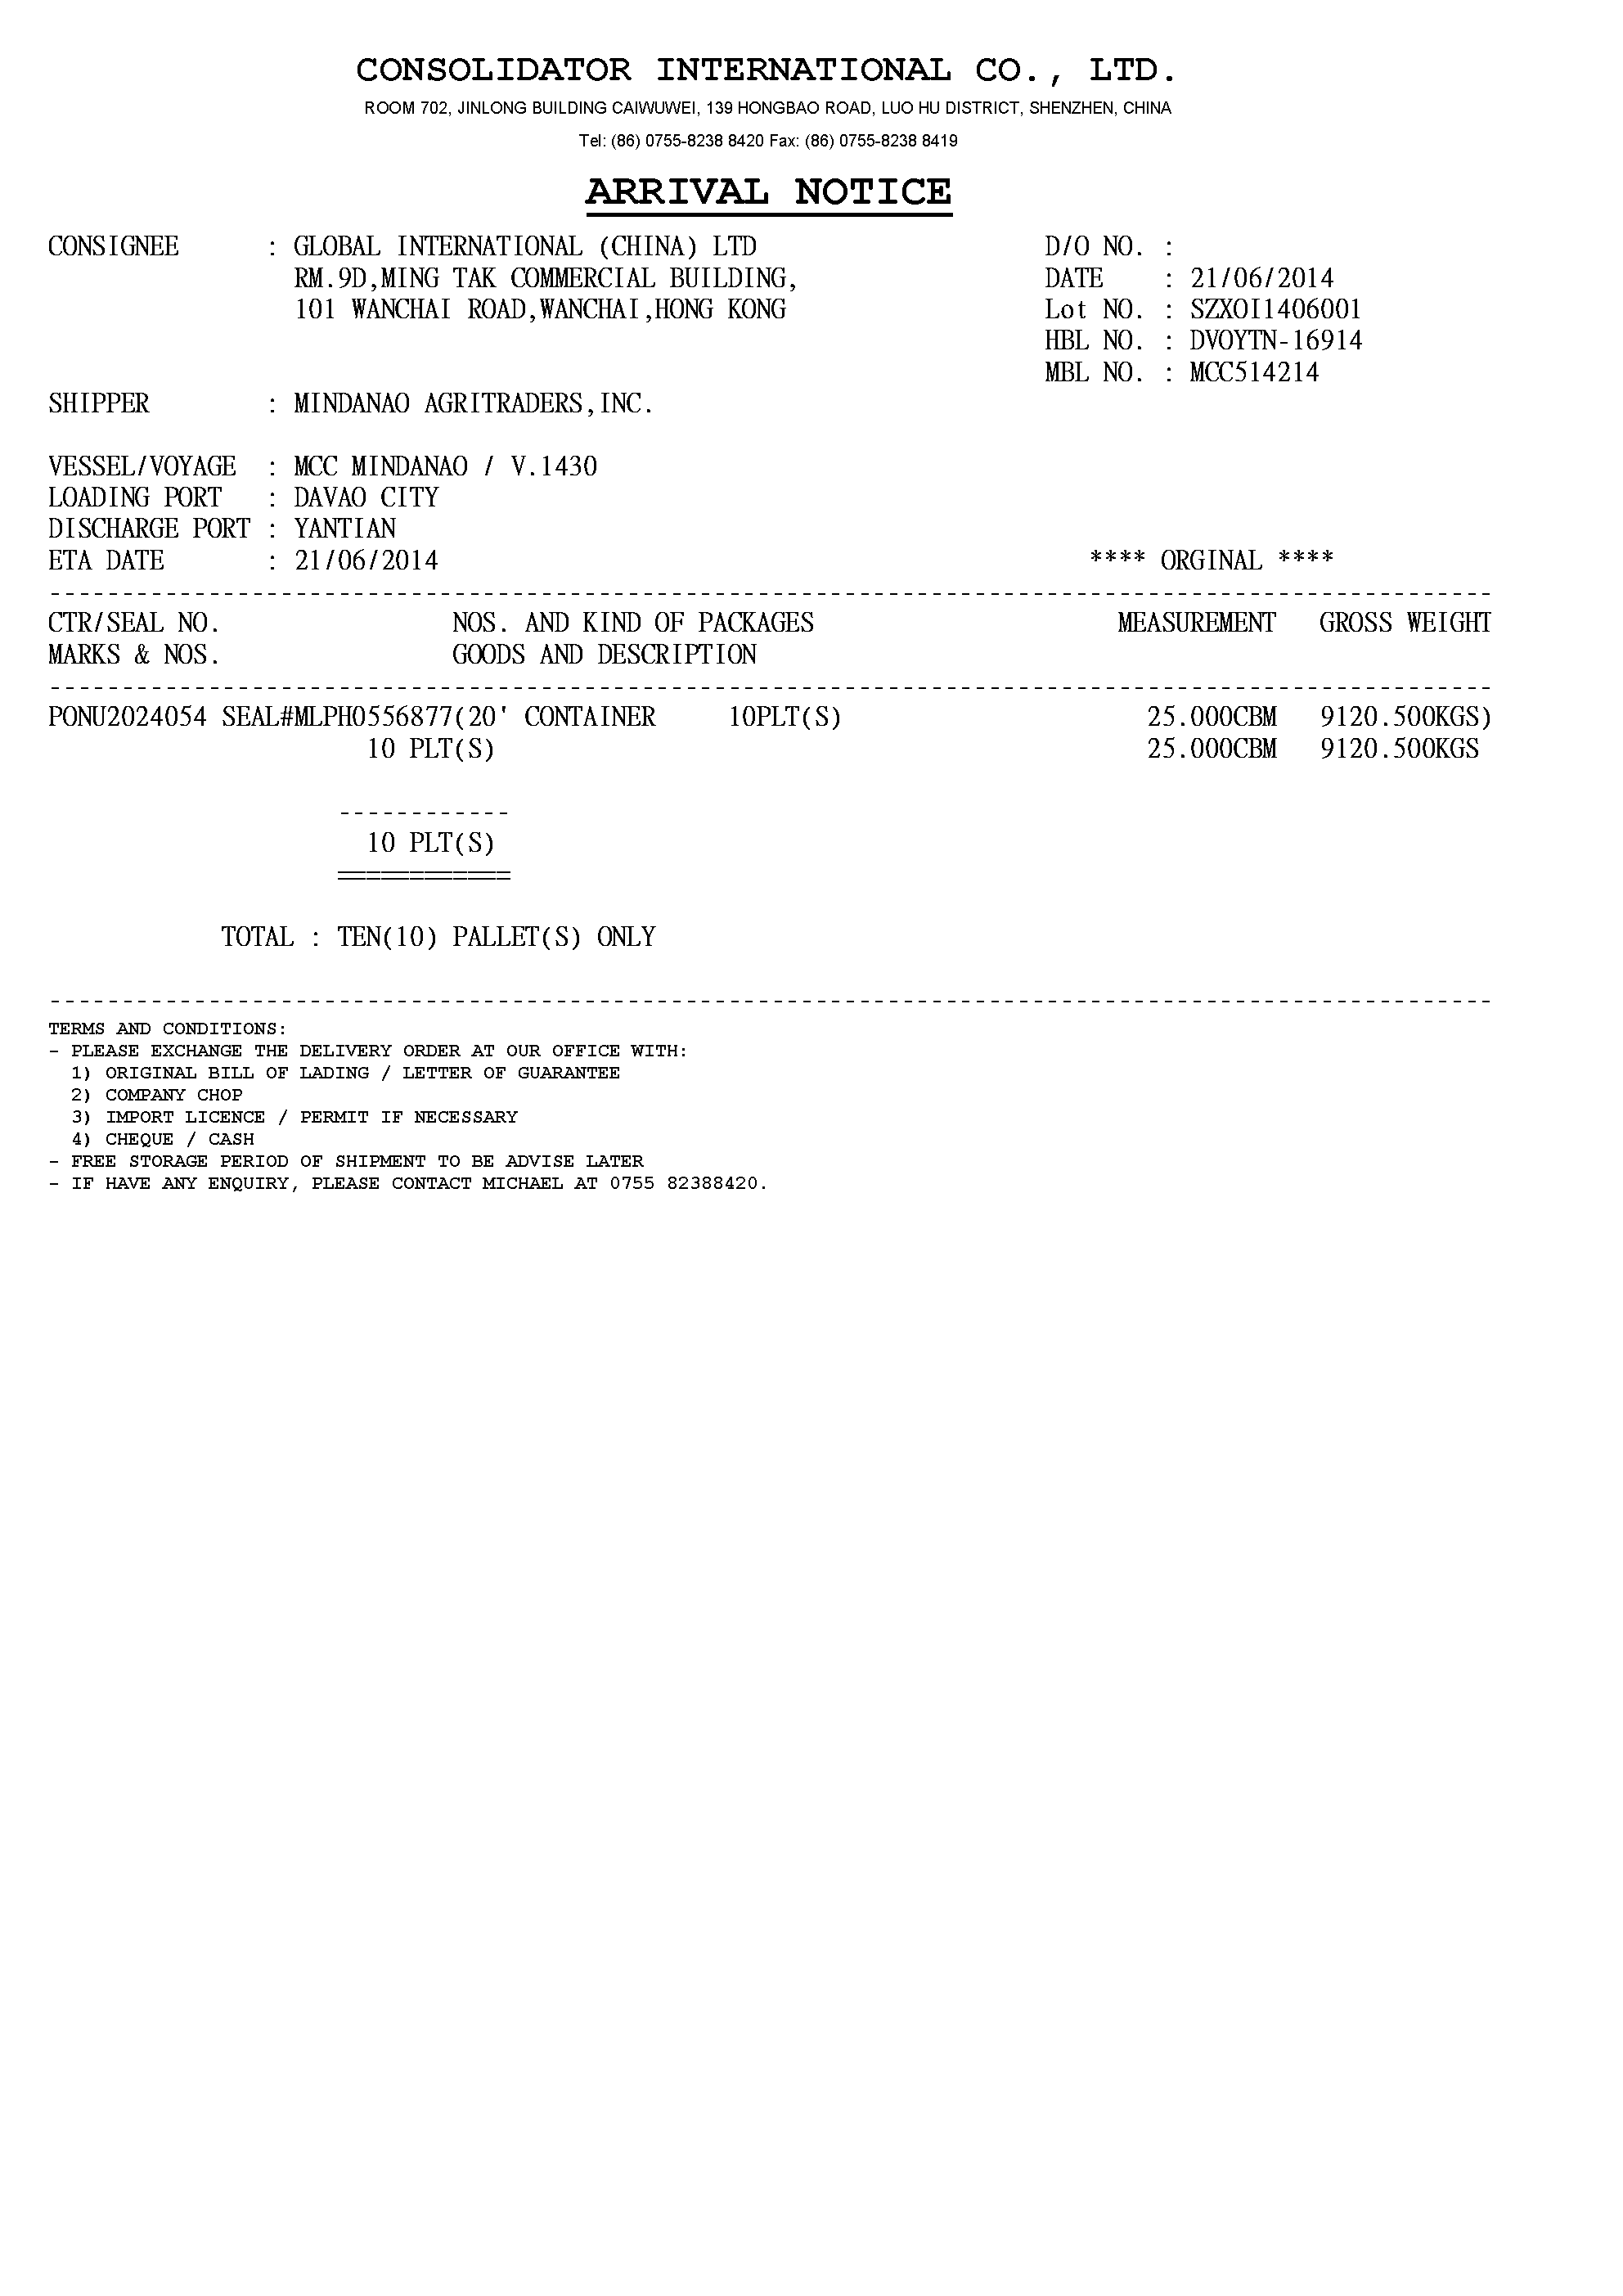 CONSOLIDATOR INTERNATIONAL CO., LTD.
ROOM 702, JINLONG BUILDING CAIWUWEI, 139 HONGBAO ROAD, LUO HU DISTRICT, SHENZHEN, CHINA
Tel: (86) 0755-8238 8420 Fax: (86) 0755-8238 8419
ARRIVAL NOTICE
CONSIGNEE : GLOBAL INTERNATIONAL (CHINA) LTD D/O NO. :
RM.9D,MING TAK COMMERCIAL BUILDING, DATE : 21/06/2014
101 WANCHAI ROAD,WANCHAI,HONG KONG Lot NO. : SZXOI1406001
HBL NO. : DVOYTN-16914
MBL NO. : MCC514214
SHIPPER : MINDANAO AGRITRADERS,INC.
VESSEL/VOYAGE : MCC MINDANAO / V.1430
LOADING PORT : DAVAO CITY
DISCHARGE PORT : YANTIAN
ETA DATE : 21/06/2014 **** ORGINAL ****
----------------------------------------------------------------------------------------------------
CTR/SEAL NO. NOS. AND KIND OF PACKAGES MEASUREMENT GROSS WEIGHT
MARKS & NOS. GOODS AND DESCRIPTION
----------------------------------------------------------------------------------------------------
PONU2024054 SEAL#MLPH0556877(20' CONTAINER 10PLT(S) 25.000CBM 9120.500KGS)
10 PLT(S) 25.000CBM 9120.500KGS
------------
10 PLT(S)
============
TOTAL : TEN(10) PALLET(S) ONLY
----------------------------------------------------------------------------------------------------
TERMS AND CONDITIONS:
- PLEASE EXCHANGE THE DELIVERY ORDER AT OUR OFFICE WITH:
1) ORIGINAL BILL OF LADING / LETTER OF GUARANTEE
2) COMPANY CHOP
3) IMPORT LICENCE / PERMIT IF NECESSARY
4) CHEQUE / CASH
- FREE STORAGE PERIOD OF SHIPMENT TO BE ADVISE LATER
- IF HAVE ANY ENQUIRY, PLEASE CONTACT MICHAEL AT 0755 82388420.